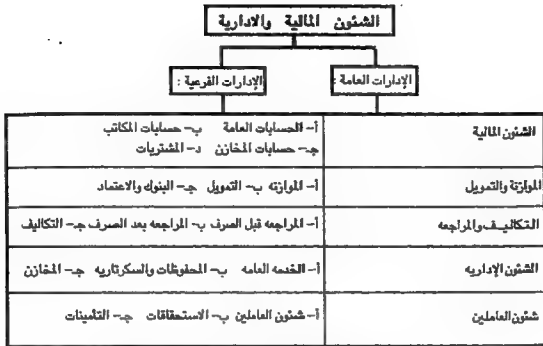 الشئون المالية والادارية
الإدارات العامة :
الإدارات الفرعية :
الشئون المالية
أ- الحسابات العامة ب- حسابات المكاتب
جـ- حسابات المخازن د- المشتريات
الموازنة والتمويل
أ- الموازنه ب- التمويل جـ- البنوك والاعتماد
التكاليف والمراجعه
أ- المراجعه قبل الصرف ب- المراجعه بعد الصرف جـ- التكاليف
الشئون الإداريه
أ- الخدمه العامه ب- المحفوظات والسكرتاريه جـ- المخازن
شئون العاملين
أ- شئون العاملين ب- الاستحقاقات جـ- التأمينات